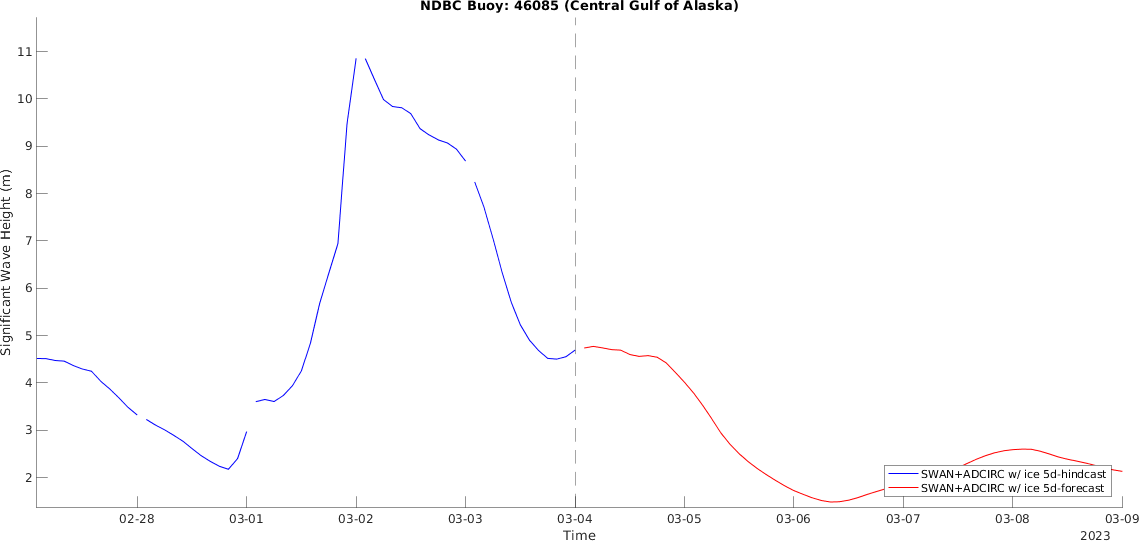 NDBC Buoy: 46085 (Central Gulf of Alaska)
Significant Wave Height (m)
11
10
9
8
7
6
5
4
3
2
SWAN+ADCIRC w/ ice 5d-hindcast
SWAN+ADCIRC w/ ice 5d-forecast
02-28 03-01 03-02 03-03 03-04 03-05 03-06 03-07 03-08 03-09
Time
2023